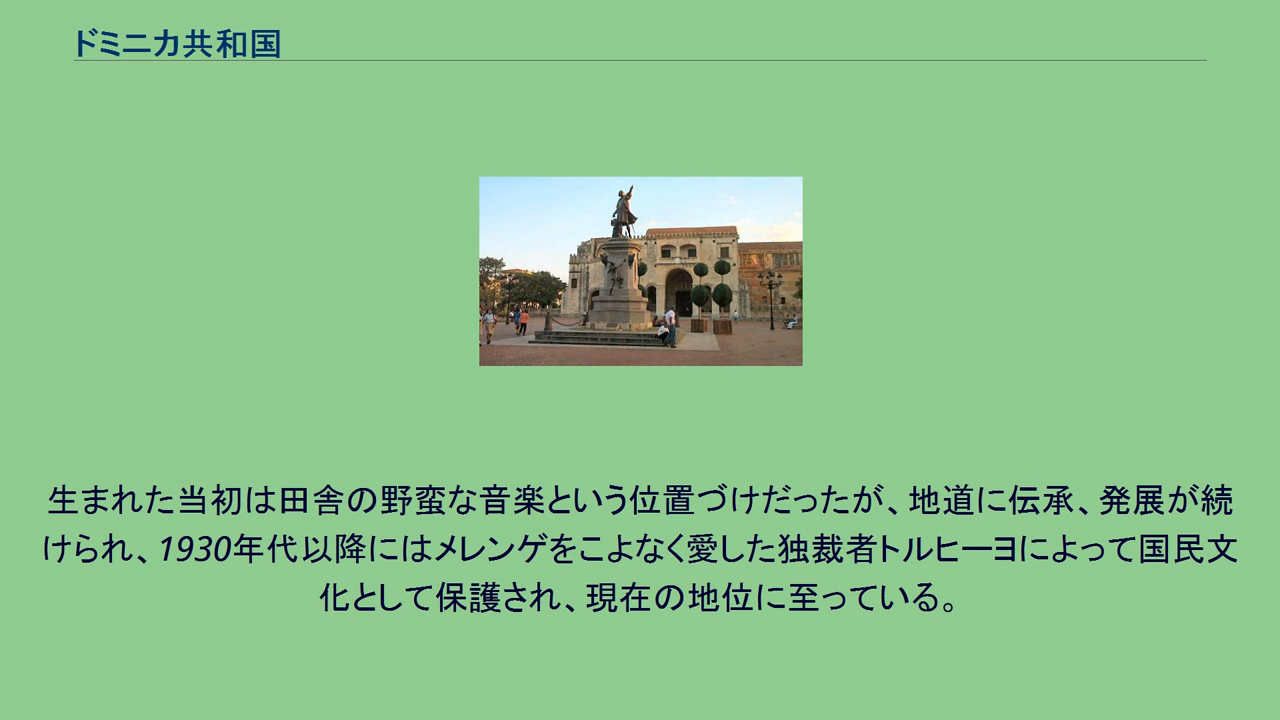 ドミニカ共和国
生まれた当初は田舎の野蛮な音楽という位置づけだったが、地道に伝承、発展が続
けられ、1930年代以降にはメレンゲをこよなく愛した独裁者トルヒーヨによって国民文
化として保護され、現在の地位に至っている。